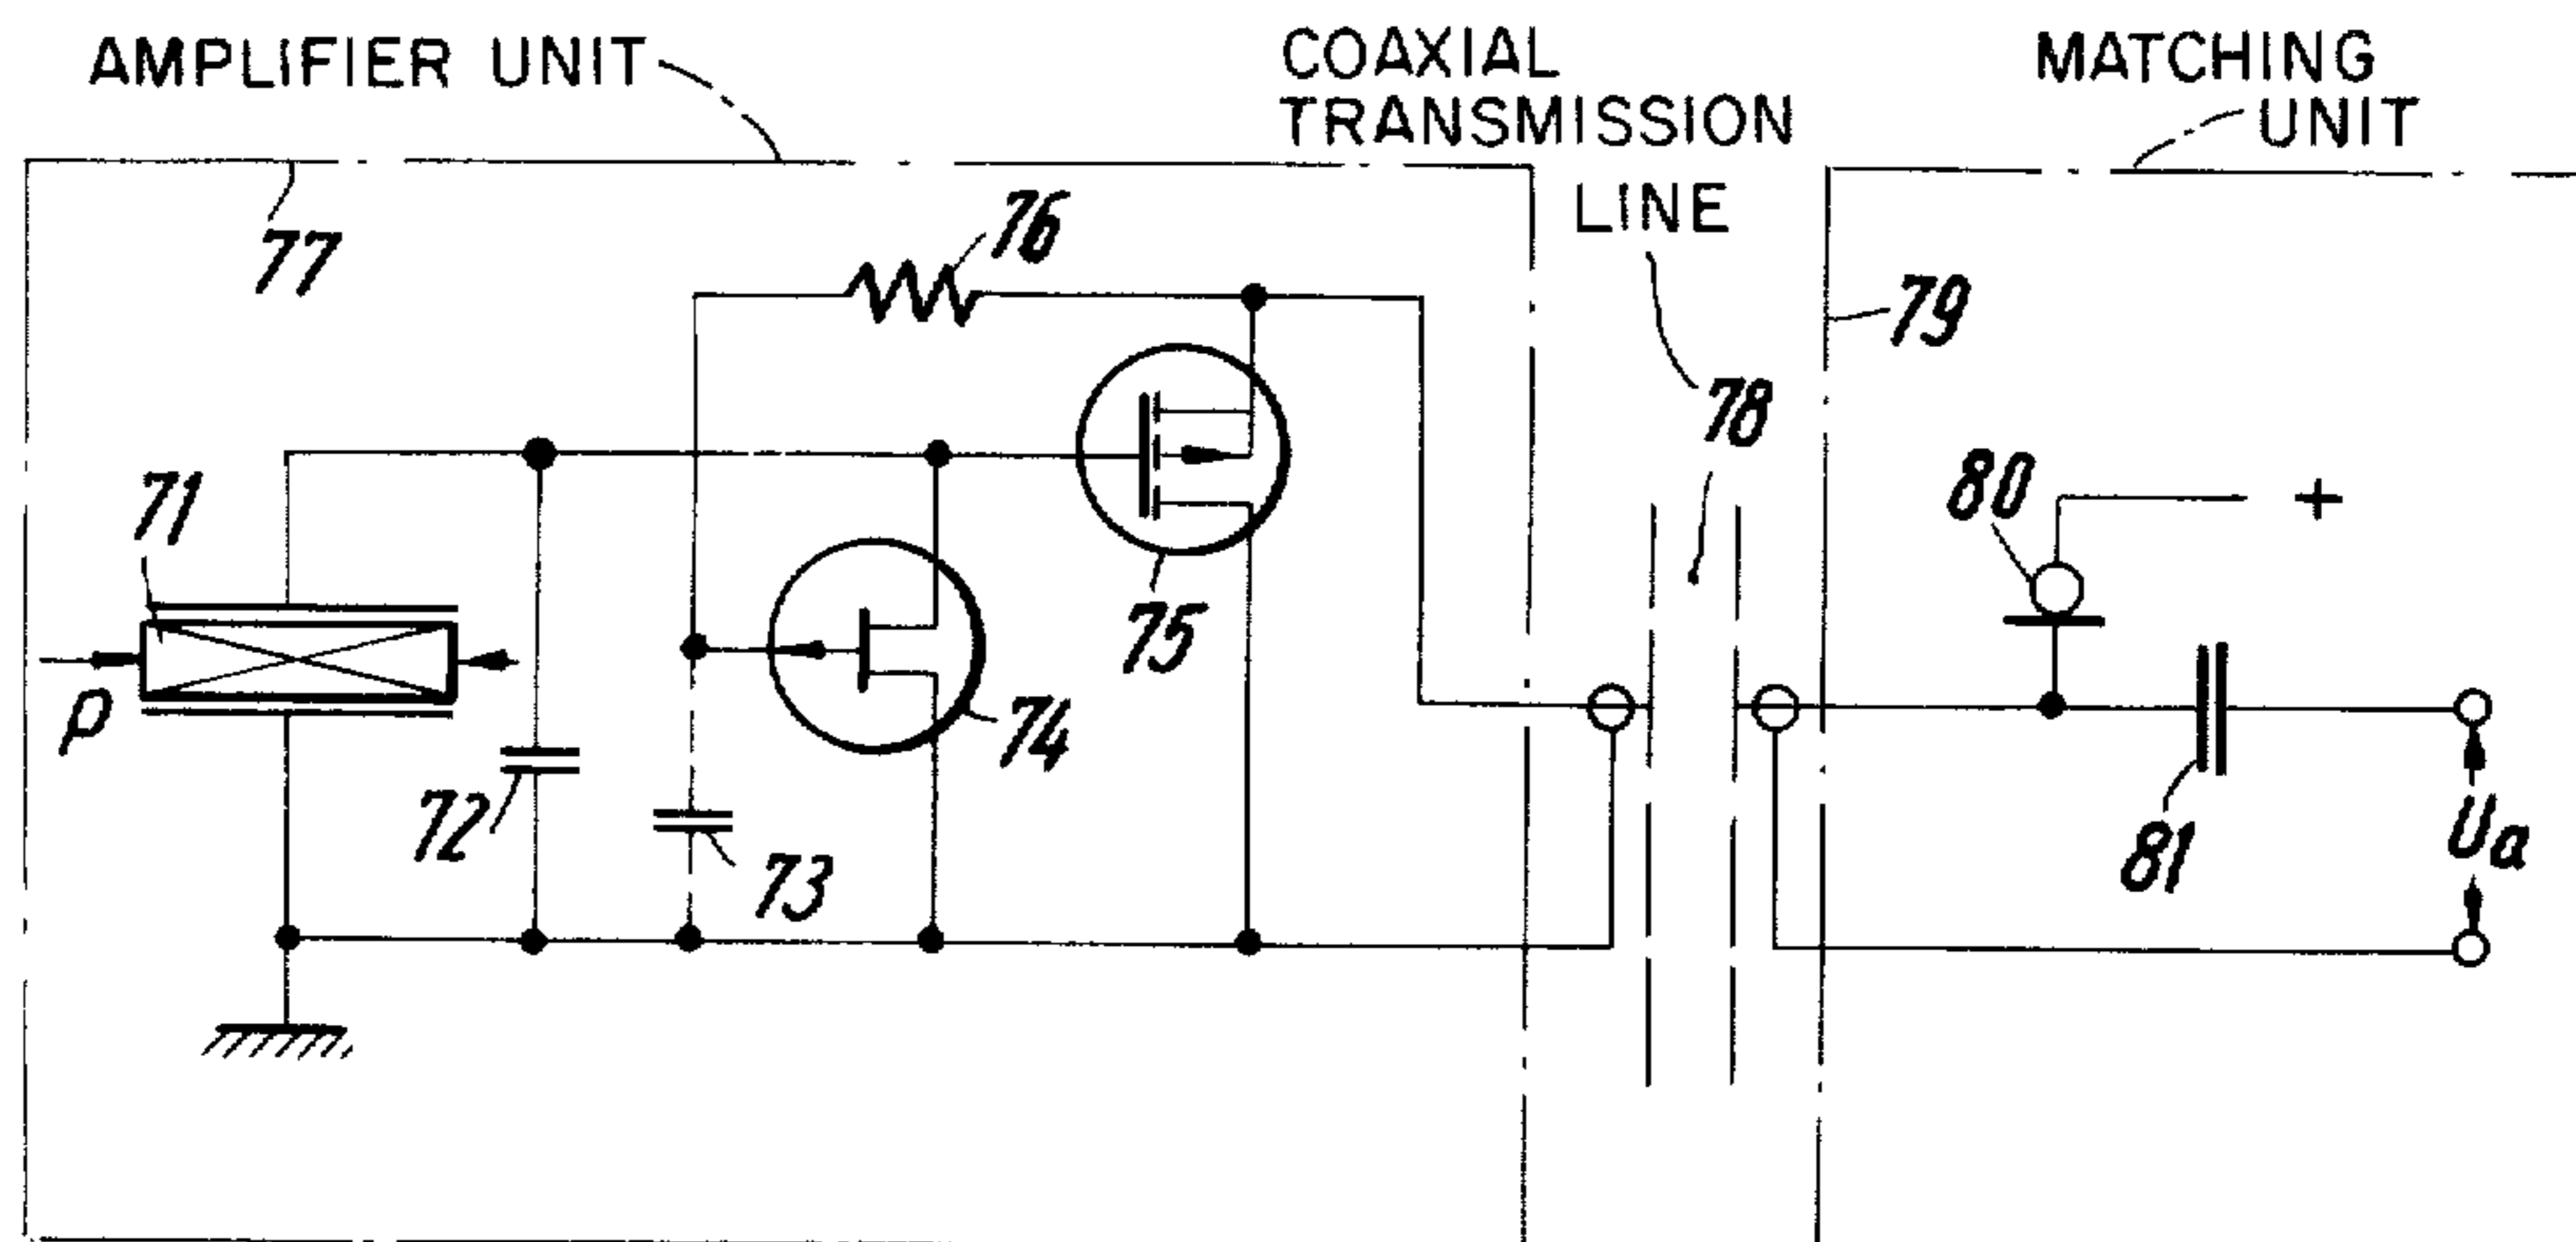 AMPLIFIER UNIT
COAXIAL
TRANSMISSION
LINE
MATCHING
UNIT
77
76
79
78
71
80
+
75
p
74
72
73
81
Ua